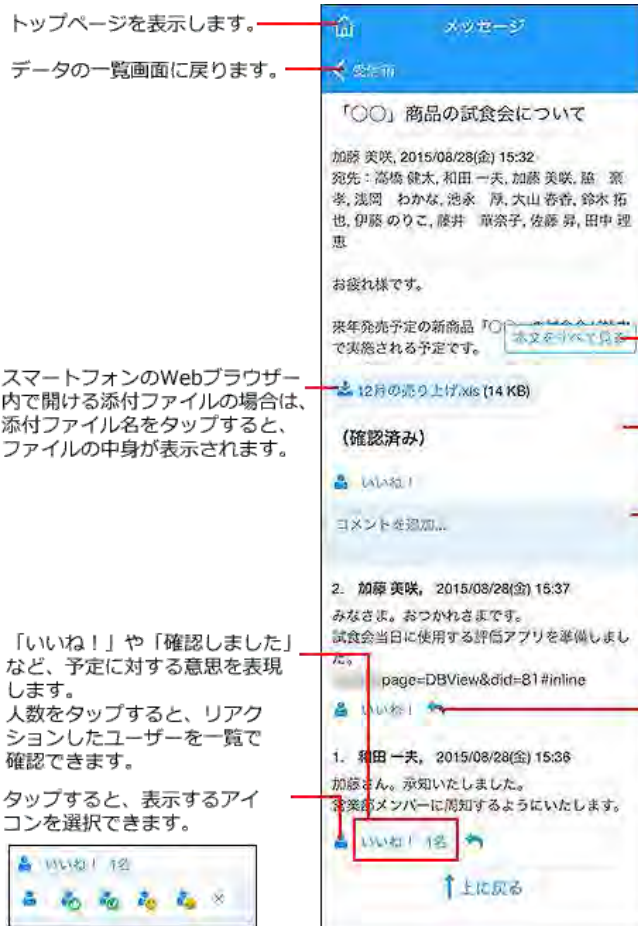 トップページを表示します。
データの一覧画面に戻ります。
スマートフォンのWebブラウザー
内で開ける添付ファイルの場合は、
添付ファイル名をタップすると、
ファイルの中身が表示されます。
「いいね！」や「確認しました」
など、予定に対する意思を表現
します。
人数をタップすると、リアク
ションしたユーザーを一覧で
確認できます。
タップすると、表示するアイ
コンを選択できます。
いいね！ 1名
メッセージ
受信箱
「○○」商品の試食会について
加藤 美咲, 2015/08/28(金) 15:32
宛先：高橋 健太, 和田 一夫, 加藤 美咲, 脇
孝, 浅岡 わかな, 池永 厚, 大山 春香, 鈴木 拓
也, 伊藤 のりこ, 藤井 奈子, 佐藤 昇, 田中 理
恵
お疲れ様です。
来年発売予定の新商品「○
で実施される予定です。
本文をすべて見る
12月の売り上げ.xls (14 KB)
（確認済み）
いいね！
コメントを追加...
2. 加藤 美咲, 2015/08/28(金) 15:37
みなさま。おつかれさまです。
試食会当日に使用する評価アプリを準備しまし
た。
page=DBView&did=81#inline
いいね！
1. 和田 一夫, 2015/08/28(金) 15:36
加藤さん。承知いたしました。
営業部メンバーに周知するようにいたします。
いいね！ 1名
上に戻る